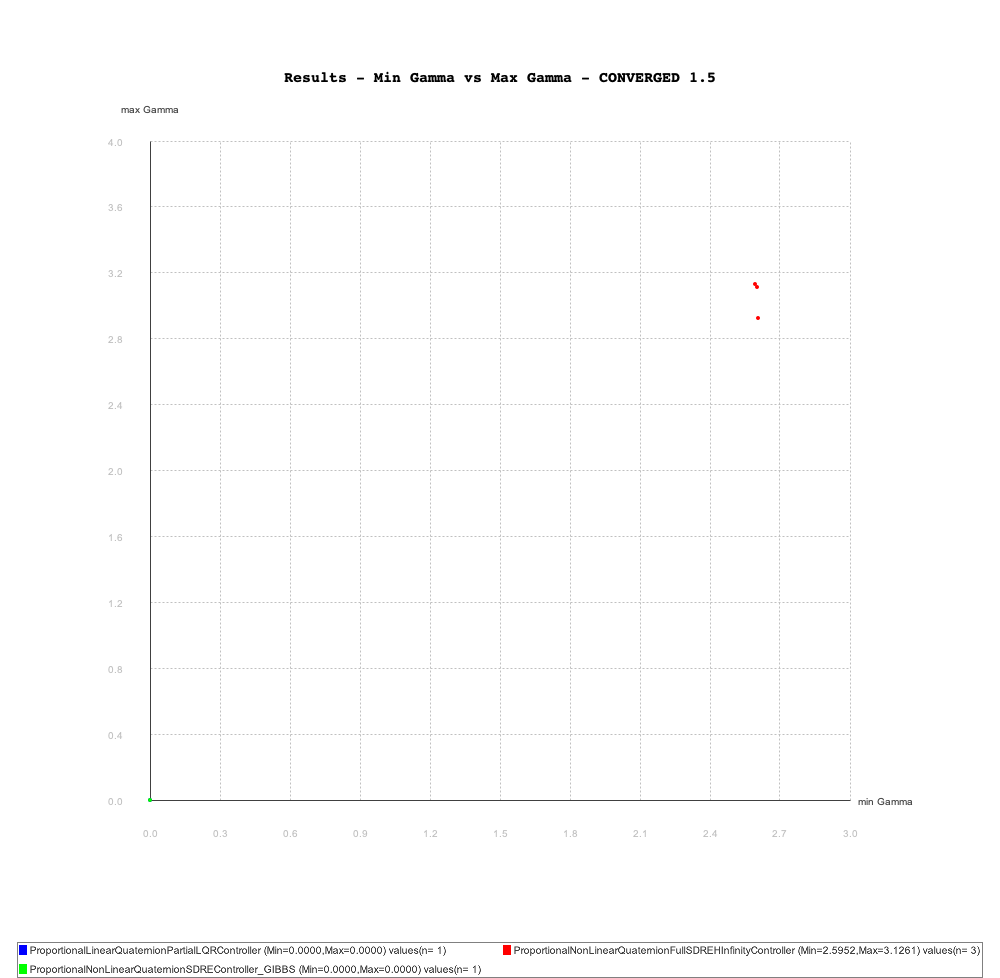 Results - Min Gamma vs Max Gamma - CONVERGED 1.5
max Gamma
4.0
3.6
3.2
2.8
2.4
2.0
1.6
1.2
0.8
0.4
0.0
min Gamma
0.0 0.3 0.6 0.9 1.2 1.5 1.8 2.1 2.4 2.7 3.0
ProportionalLinearQuaternionPartialLQRController (Min=0.0000,Max=0.0000) values(n= 1) ProportionalNonLinearQuaternionFullSDREHInfinityController (Min=2.5952,Max=3.1261) values(n= 3)
ProportionalNonLinearQuaternionSDREController_GIBBS (Min=0.0000,Max=0.0000) values(n= 1)